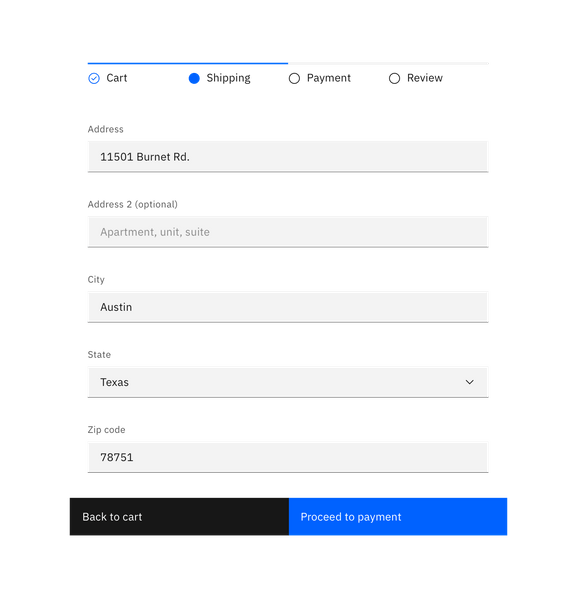 Cart Shipping Payment Review
Address
11501 Burnet Rd.
Address 2 (optional)
Apartment, unit, suite
City
Austin
State
Texas
Zip code
78751
Back to cart Proceed to payment